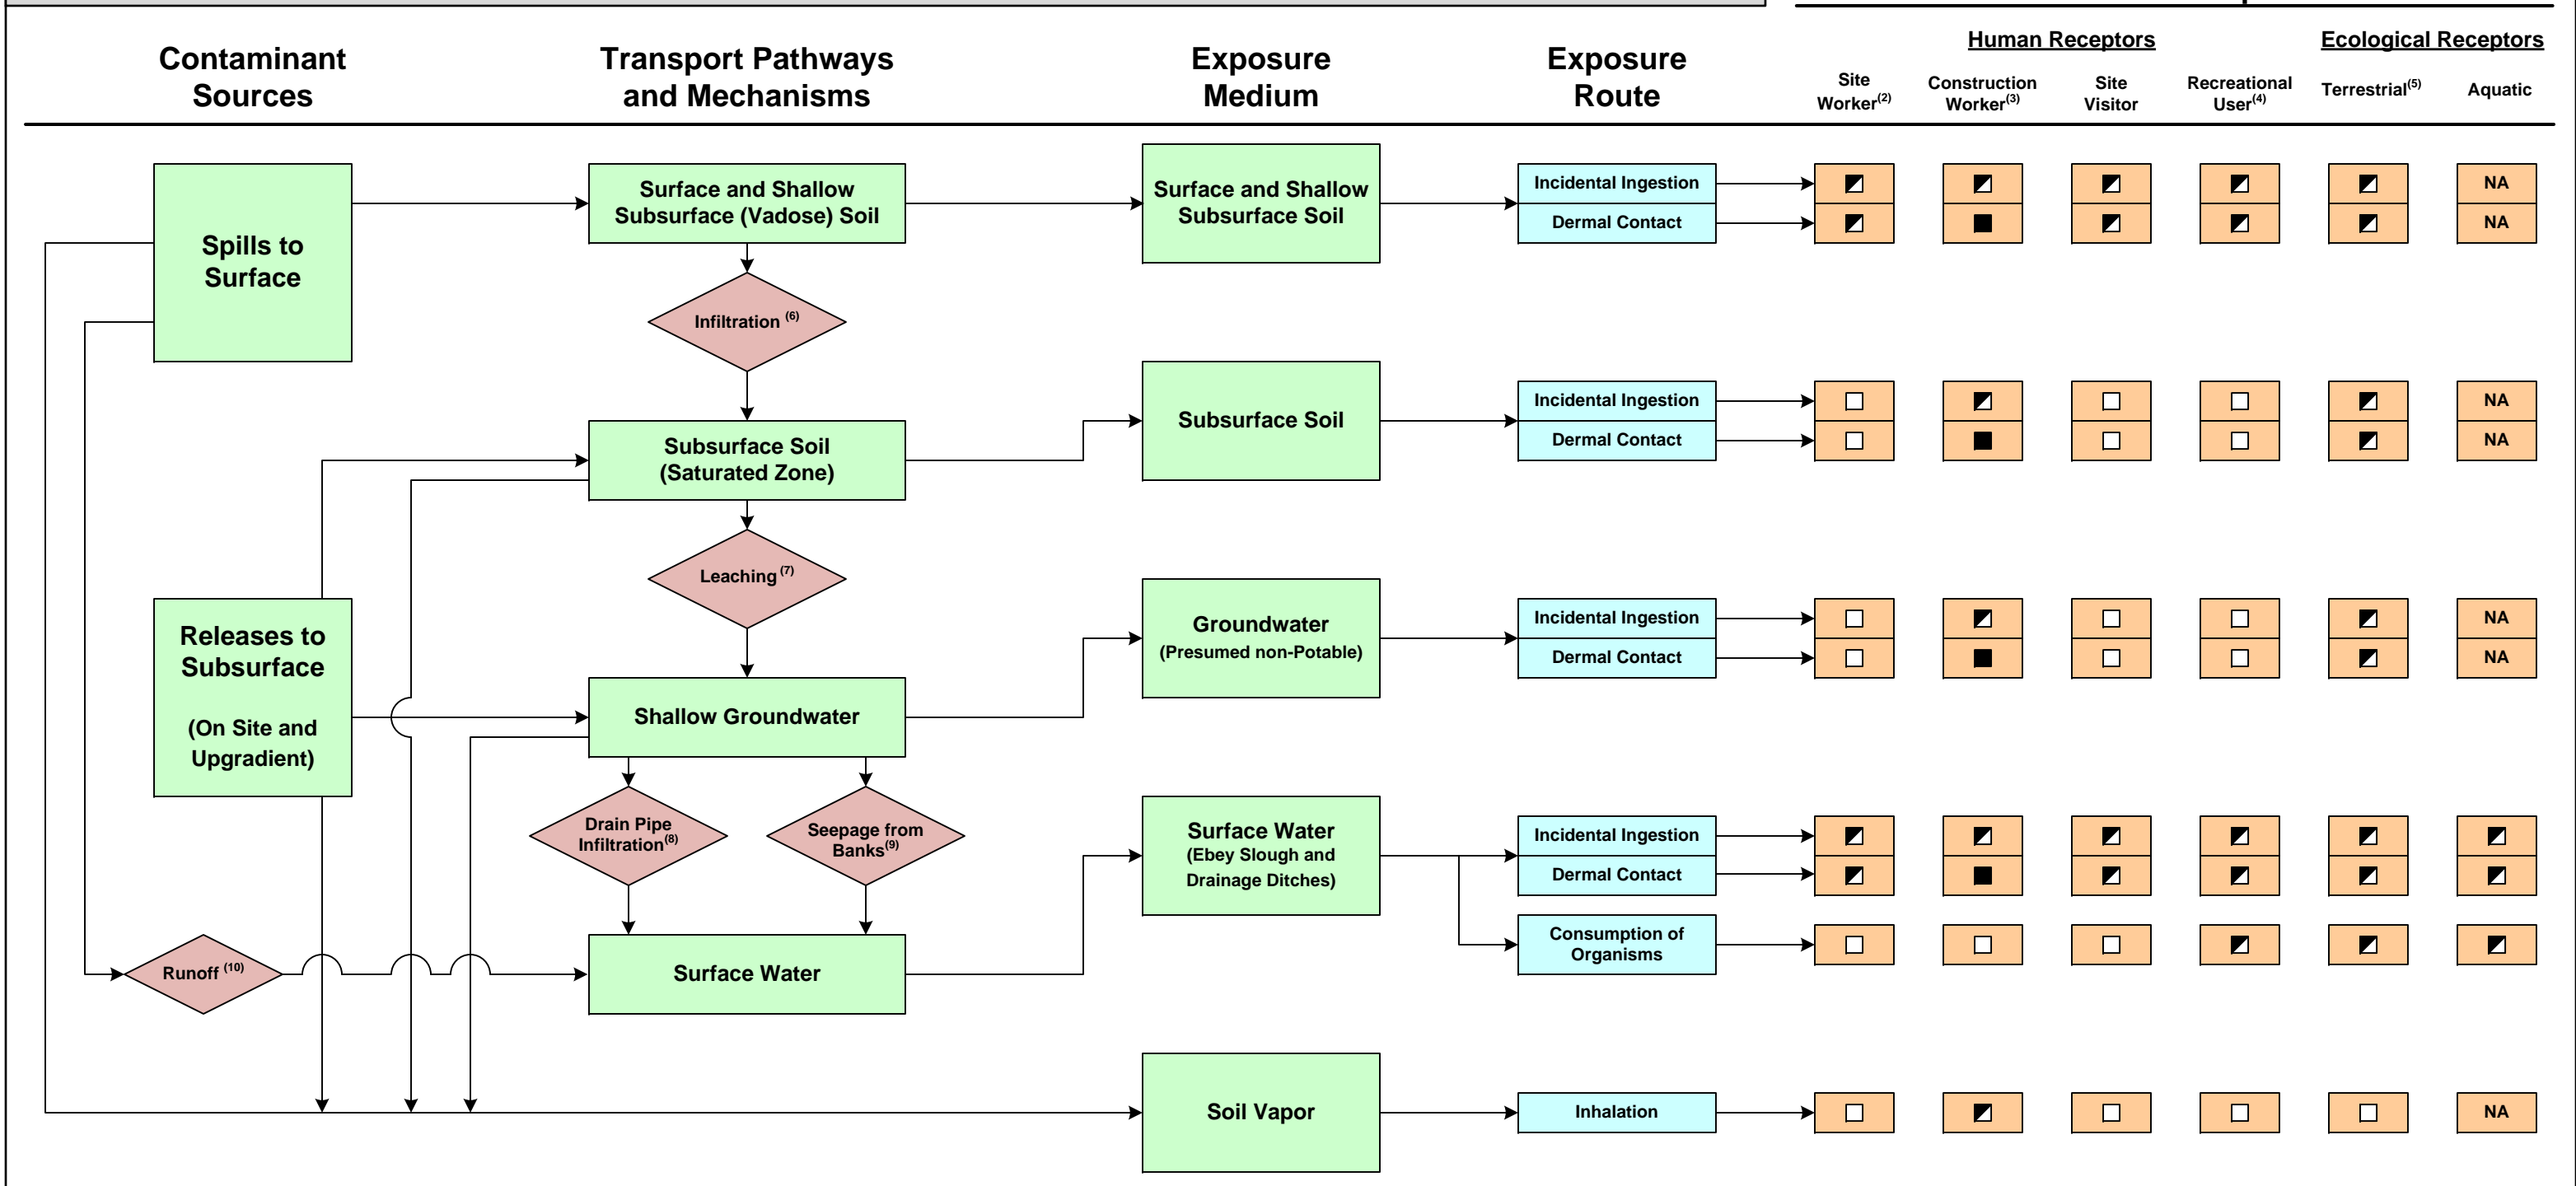 Contaminant
Sources
Transport Pathways
and Mechanisms
Exposure
Medium
Exposure
Route
Human Receptors
Ecological Receptors
Site
Worker(2)
Construction
Worker(3)
Site
Visitor
Recreational
User(4)
Terrestrial(5)
Aquatic
Spills to
Surface
Surface and Shallow
Subsurface (Vadose) Soil
Surface and Shallow
Subsurface Soil
Incidental Ingestion
NA
Dermal Contact
NA
Infiltration (6)
Subsurface Soil
(Saturated Zone)
Subsurface Soil
Incidental Ingestion
NA
Dermal Contact
NA
Leaching (7)
Releases to
Subsurface
(On Site and
Upgradient)
Shallow Groundwater
Groundwater
(Presumed non-Potable)
Incidental Ingestion
NA
Dermal Contact
NA
Drain Pipe
Infiltration(8)
Seepage from
Banks(9)
Surface Water
(Ebey Slough and
Drainage Ditches)
Incidental Ingestion
Dermal Contact
Consumption of
Organisms
Runoff (10)
Surface Water
Soil Vapor
Inhalation
NA